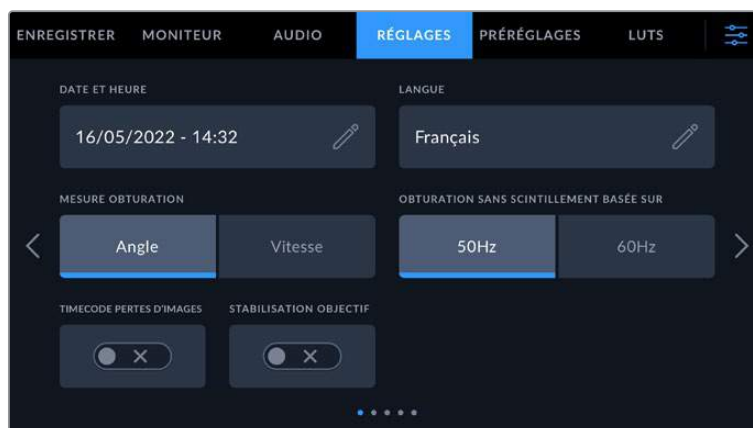 ENREGISTRER MONITEUR AUDIO RÉGLAGES PRÉRÉGLAGES LUTS
DATE ET HEURE LANGUE
16/05/2022 - 14:32 Français
MESURE OBTURATION OBTURATION SANS SCINTILLEMENT BASÉE SUR
Angle Vitesse 50Hz 60Hz
TIMECODE PERTES D'IMAGES STABILISATION OBJECTIF